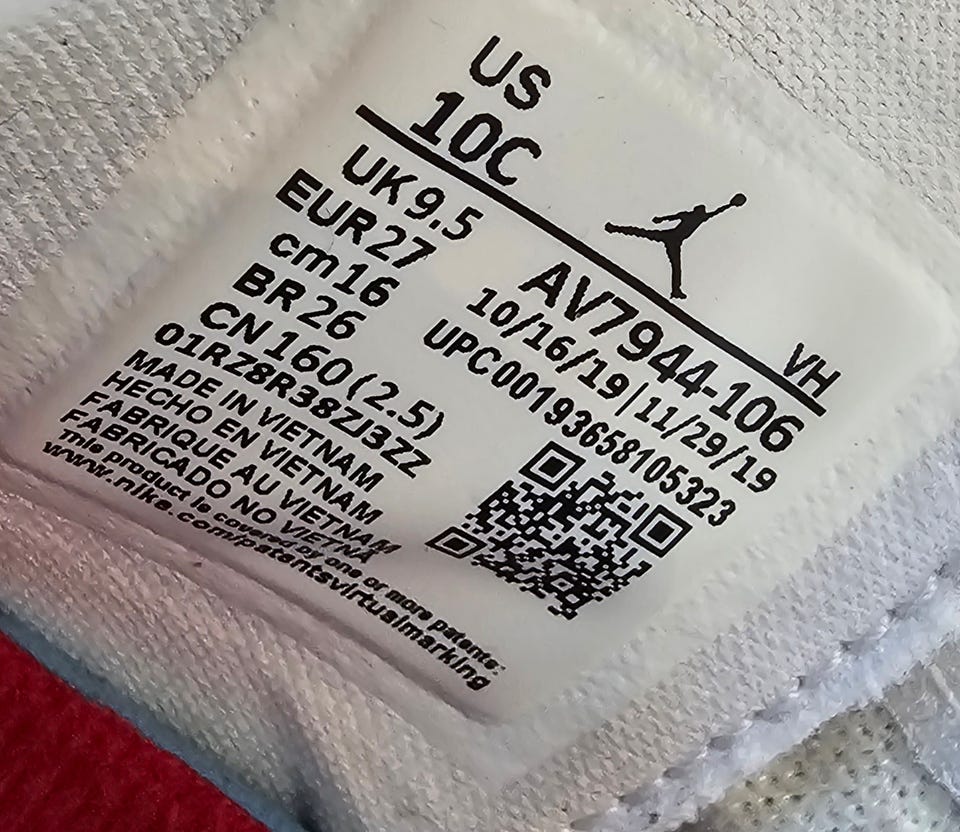 US
10C
VH
UK 9.5
EUR 27
cm 16
BR 26
CN 160 (2.5)
01RZ8R38ZJ3ZZ
MADE IN VIETNAM
HECHO EN VIETNAM
FABRIQUE AU VIETNAM
FABRICADO NO VIETNA
This product is covered by one or more patents:
www.nike.com/patentsvirtualmarking
AV7944-106
10/16/19|11/29/19
UPC00193658105323